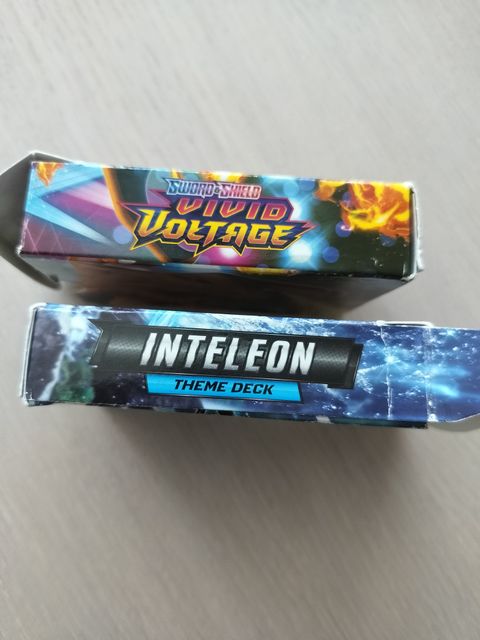 SWORD & SHIELD
VIVID
VOLTAGE
INTELEON
THEME DECK